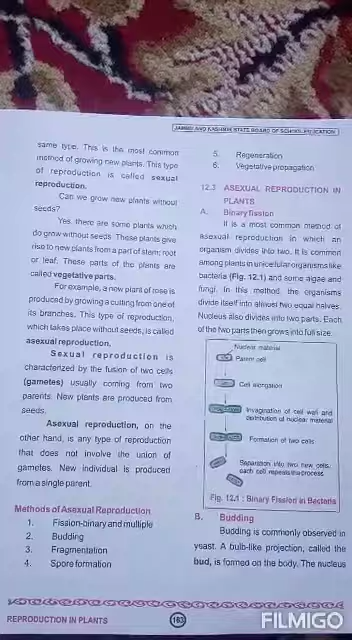 JAMMU AND KASHMIR STATE BOARD OF SCHOOL EDUCATION
same type. This is the most common
method of growing new plants. This type
of reproduction is called sexual
reproduction.
Can we grow new plants without
seeds?
Yes, there are some plants which
do grow without seeds. These plants give
rise to new plants from a part of stem, root
or leaf. These parts of the plants are
called vegetative parts.
For example, a new plant of rose is
produced by growing a cutting from one of
its branches. This type of reproduction,
which takes place without seeds, is called
asexual reproduction.
Sexual reproduction is
characterized by the fusion of two cells
(gametes) usually coming from two
parents. New plants are produced from
seeds.
Asexual reproduction, on the
other hand, is any type of reproduction
that does not involve the union of
gametes. New individual is produced
from a single parent.
Methods of Asexual Reproduction
1. Fission-binary and multiple
2. Budding
3. Fragmentation
4. Spore formation
5. Regeneration
6. Vegetative propagation
12.3 ASEXUAL REPRODUCTION IN
PLANTS
A. Binary fission
It is a most common method of
asexual reproduction in which an
organism divides into two. It is common
among plants in unicellular organisms like
bacteria (Fig. 12.1) and some algae and
fungi. In this method, the organisms
divide itself into almost two equal halves.
Nucleus also divides into two parts. Each
of the two parts then grows into full size.
Nuclear material
Parent cell
Cell elongation
Invagination of cell wall and
distribution of nuclear material
Formation of two cells
Separation into two new cells,
each cell repeats the process
Fig. 12.1 : Binary Fission in Bacteria
B. Budding
Budding is commonly observed in
yeast. A bulb-like projection, called the
bud, is formed on the body. The nucleus
REPRODUCTION IN PLANTS
163
FILMIGO